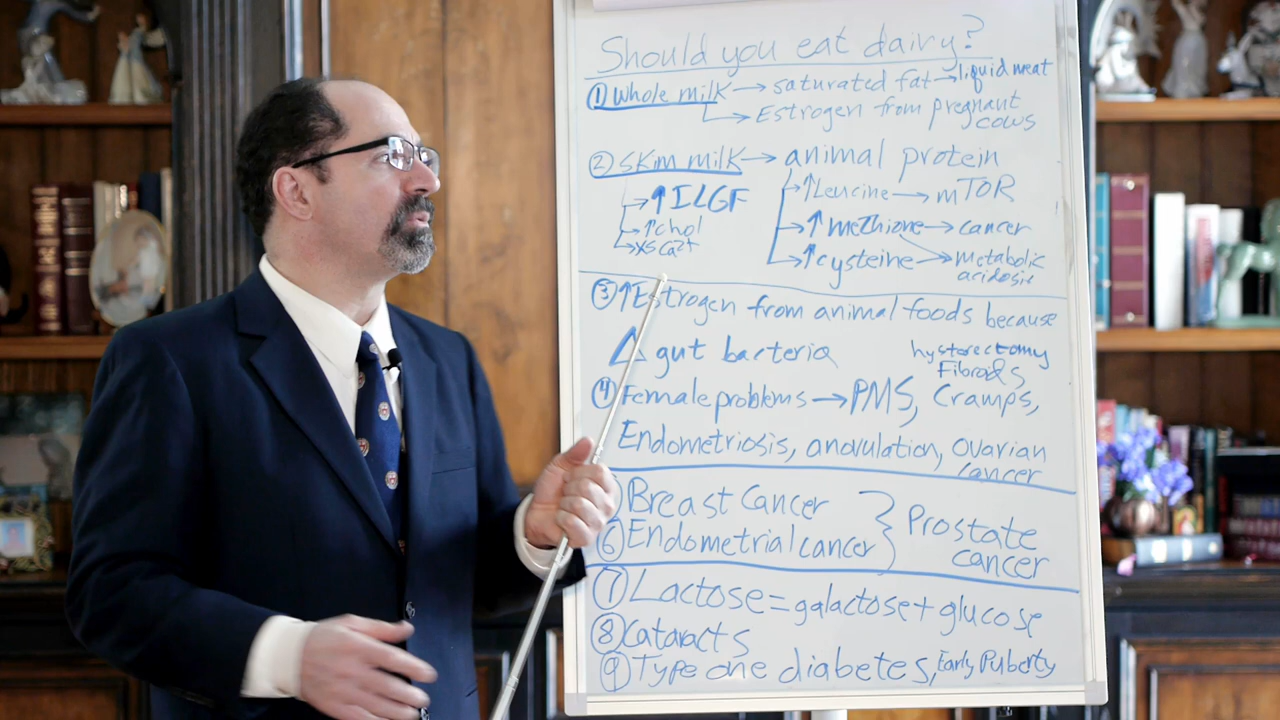 Should you eat dairy?
① Whole milk → saturated fat → liquid meat
→ Estrogen from pregnant
cows
② Skim milk → animal protein
→ ↑ ILGF → ↑ Leucine → mTOR
→ ↑ chol → ↑ methione → cancer
→ XS Ca2+ → ↑ cysteine → metabolic
acidosis
③ ↑ Estrogen from animal foods because
Δ gut bacteria hysterectomy
Fibroids
④ Female problems → PMS, Cramps,
Endometriosis, anovulation, ovarian
cancer
Breast Cancer
⑥ Endometrial cancer } Prostate
cancer
⑦ Lactose = galactose + glucose
⑧ Cataracts
⑨ Type one diabetes, Early Puberty